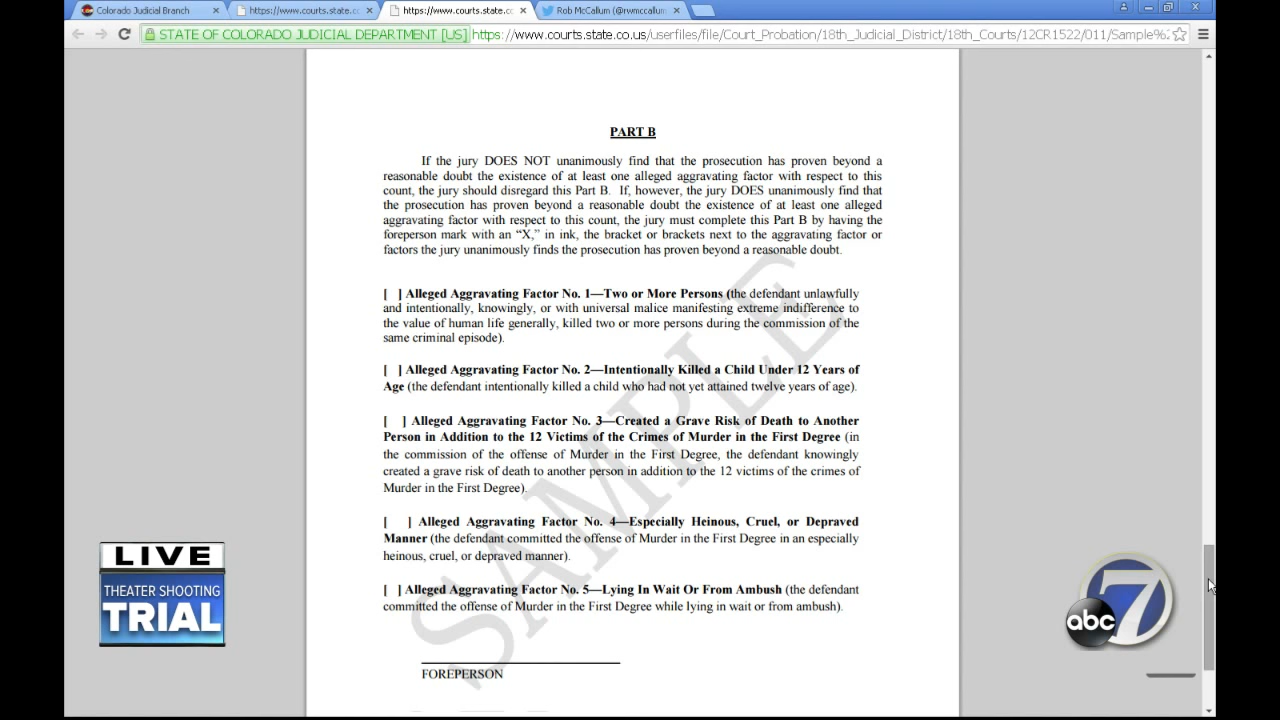 Colorado Judicial Branch
https://www.courts.state.cc
https://www.courts.state.cc
Rob McCallum (@rwmccallum
STATE OF COLORADO JUDICIAL DEPARTMENT [US]
https://www.courts.state.co.us/userfiles/file/Court_Probation/18th_Judicial_District/18th_Courts/12CR1522/011/Sample%2
PART B
If the jury DOES NOT unanimously find that the prosecution has proven beyond a
reasonable doubt the existence of at least one alleged aggravating factor with respect to this
count, the jury should disregard this Part B. If, however, the jury DOES unanimously find that
the prosecution has proven beyond a reasonable doubt the existence of at least one alleged
aggravating factor with respect to this count, the jury must complete this Part B by having the
foreperson mark with an “X,” in ink, the bracket or brackets next to the aggravating factor or
factors the jury unanimously finds the prosecution has proven beyond a reasonable doubt.
[ ] Alleged Aggravating Factor No. 1—Two or More Persons (the defendant unlawfully
and intentionally, knowingly, or with universal malice manifesting extreme indifference to
the value of human life generally, killed two or more persons during the commission of the
same criminal episode).
[ ] Alleged Aggravating Factor No. 2—Intentionally Killed a Child Under 12 Years of
Age (the defendant intentionally killed a child who had not yet attained twelve years of age).
[ ] Alleged Aggravating Factor No. 3—Created a Grave Risk of Death to Another
Person in Addition to the 12 Victims of the Crimes of Murder in the First Degree (in
the commission of the offense of Murder in the First Degree, the defendant knowingly
created a grave risk of death to another person in addition to the 12 victims of the crimes of
Murder in the First Degree).
[ ] Alleged Aggravating Factor No. 4—Especially Heinous, Cruel, or Depraved
Manner (the defendant committed the offense of Murder in the First Degree in an especially
heinous, cruel, or depraved manner).
[ ] Alleged Aggravating Factor No. 5—Lying In Wait Or From Ambush (the defendant
committed the offense of Murder in the First Degree while lying in wait or from ambush).
FOREPERSON
SAMPLE
LIVE
THEATER SHOOTING
TRIAL
abc 7